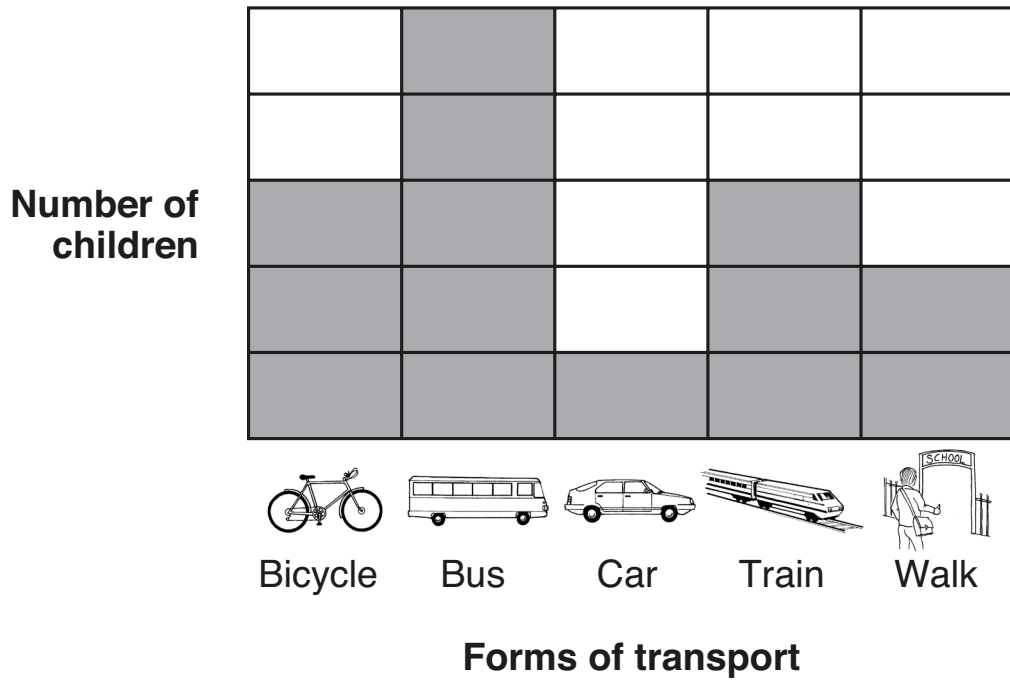 Number of
children
SCHOOL
Bicycle
Bus
Car
Train
Walk
Forms of transport